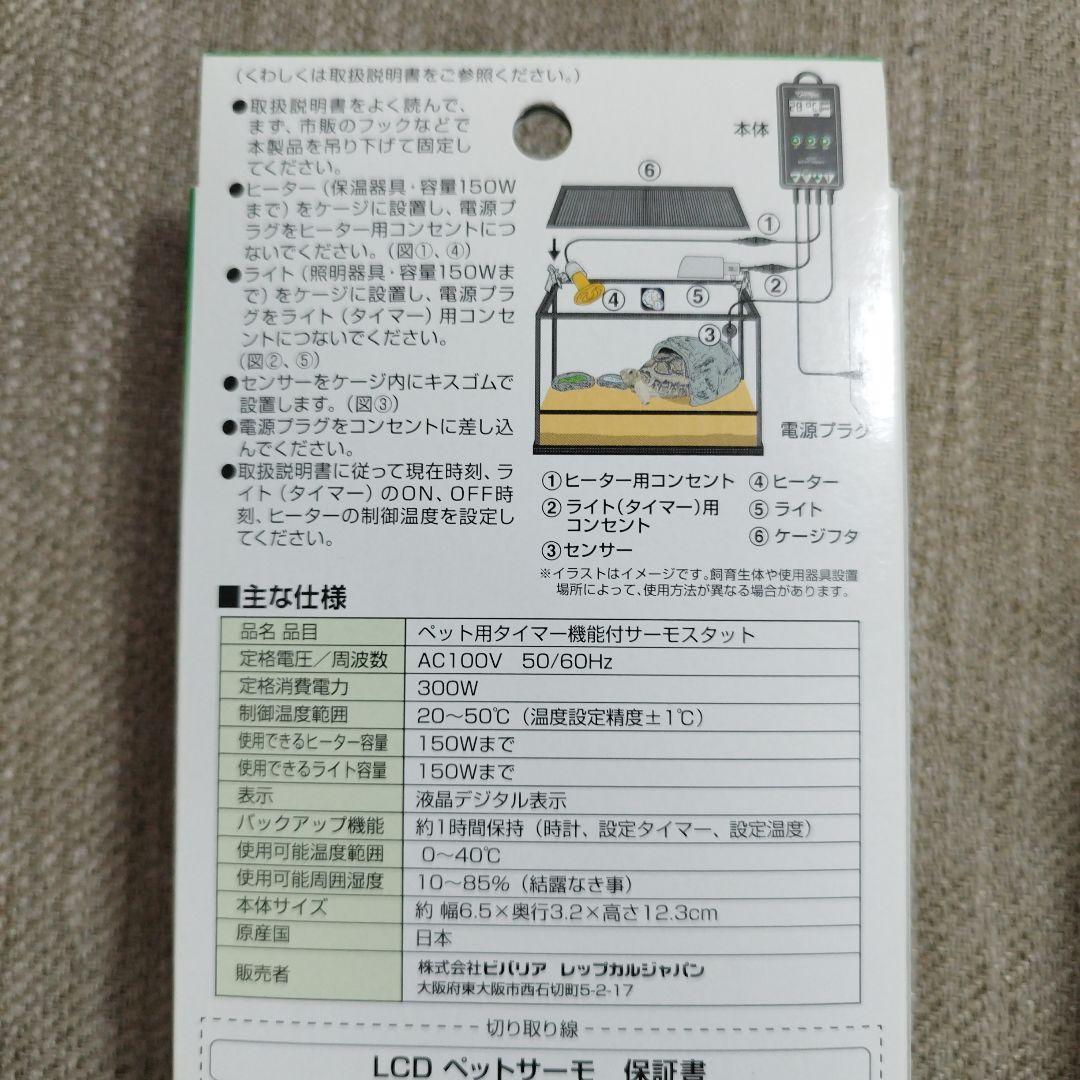 (くわしくは取扱説明書をご参照ください。)
●取扱説明書をよく読んで、
まず、市販のフックなどで
本製品を吊り下げて固定し
てください。
●ヒーター(保温器具・容量150W
まで)をケージに設置し、電源プ
ラグをヒーター用コンセントにつ
ないでください。(図①、④)
●ライト(照明器具・容量150Wま
で)をケージに設置し、電源プラ
グをライト(タイマー)用コンセ
ントにつないでください。
(図②、⑤)
●センサーをケージ内にキスゴムで
設置します。(図③)
●電源プラグをコンセントに差し込
んでください。
●取扱説明書に従って現在時刻、ラ
イト(タイマー)のON、OFF時
刻、ヒーターの制御温度を設定し
てください。
本体
⑥
①
②
④
⑤
③
電源プラグ
①ヒーター用コンセント ④ヒーター
②ライト(タイマー)用 ⑤ライト
コンセント ⑥ケージフタ
③センサー
※イラストはイメージです。飼育生体や使用器具設置
場所によって、使用方法が異なる場合があります。
■主な仕様
品名 品目 ペット用タイマー機能付サーモスタット
定格電圧/周波数 AC100V 50/60Hz
定格消費電力 300W
制御温度範囲 20〜50℃(温度設定精度±1℃)
使用できるヒーター容量 150Wまで
使用できるライト容量 150Wまで
表示 液晶デジタル表示
バックアップ機能 約1時間保持(時計、設定タイマー、設定温度)
使用可能温度範囲 0〜40℃
使用可能周囲湿度 10〜85%(結露なき事)
本体サイズ 約 幅6.5×奥行3.2×高さ12.3cm
原産国 日本
販売者 株式会社ビバリア レップカルジャパン
大阪府東大阪市西石切町5-2-17
切り取り線
LCD ペットサーモ 保証書